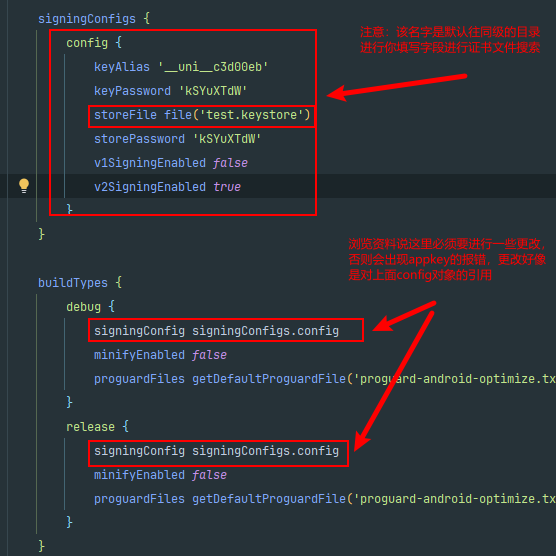 signingConfigs {
注意：该名字是默认往同级的目录
进行你填写字段进行证书文件搜索
config {
keyAlias '__uni__c3d00eb'
keyPassword 'kSYuXTdW'
storeFile file('test.keystore')
storePassword 'kSYuXTdW'
v1SigningEnabled false
v2SigningEnabled true
}
}
浏览资料说这里必须要进行一些更改，
否则会出现appkey的报错，更改好像
是对上面config对象的引用
buildTypes {
debug {
signingConfig signingConfigs.config
minifyEnabled false
proguardFiles getDefaultProguardFile('proguard-android-optimize.tx
}
release {
signingConfig signingConfigs.config
minifyEnabled false
proguardFiles getDefaultProguardFile('proguard-android-optimize.tx
}
}